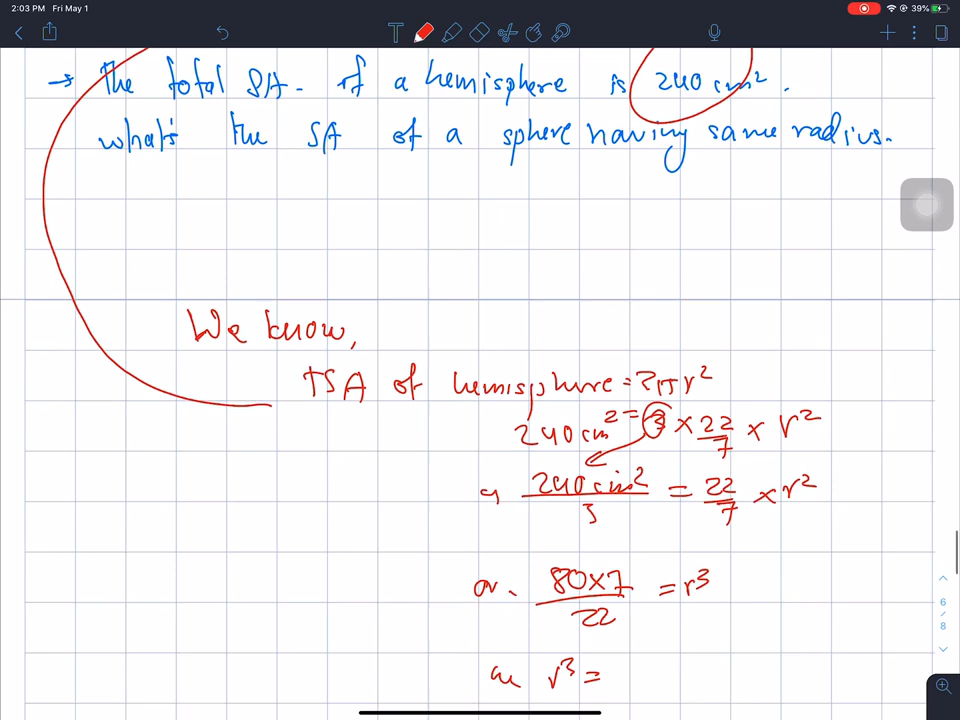 2:03 PM Fri May 1
39%
T
→ The total SA. of a hemisphere is 240 cm².
what's the SA of a sphere having same radius.
We know,
TSA of hemisphere = 3πr²
240 cm² = 3 × 22/7 × r²
or 240 cm²/3 = 22/7 × r²
or. 80×7/22 = r³
or r³ =
6
/
8